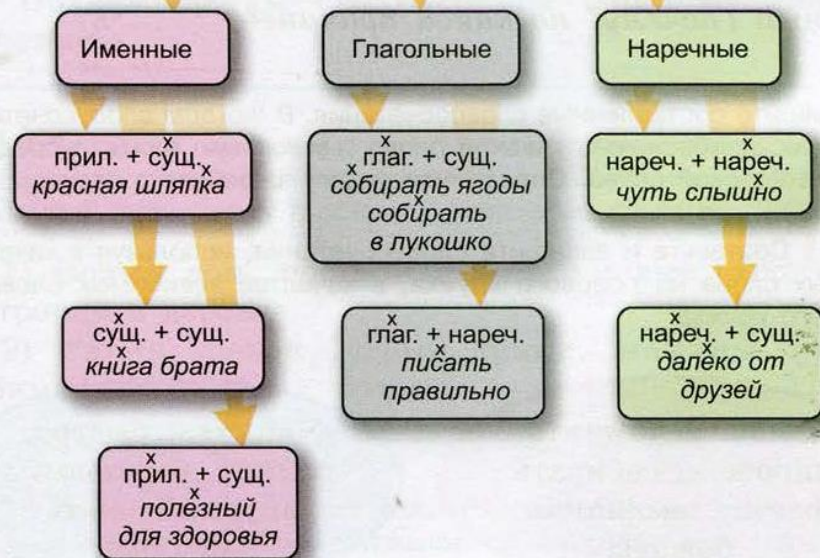 Именные
Глагольные
Наречные
прил. + сущ.
красная шляпка
глаг. + сущ.
собирать ягоды
собирать
в лукошко
нареч. + нареч.
чуть слышно
сущ. + сущ.
книга брата
глаг. + нареч.
писать
правильно
нареч. + сущ.
далеко от
друзей
прил. + сущ.
полезный
для здоровья